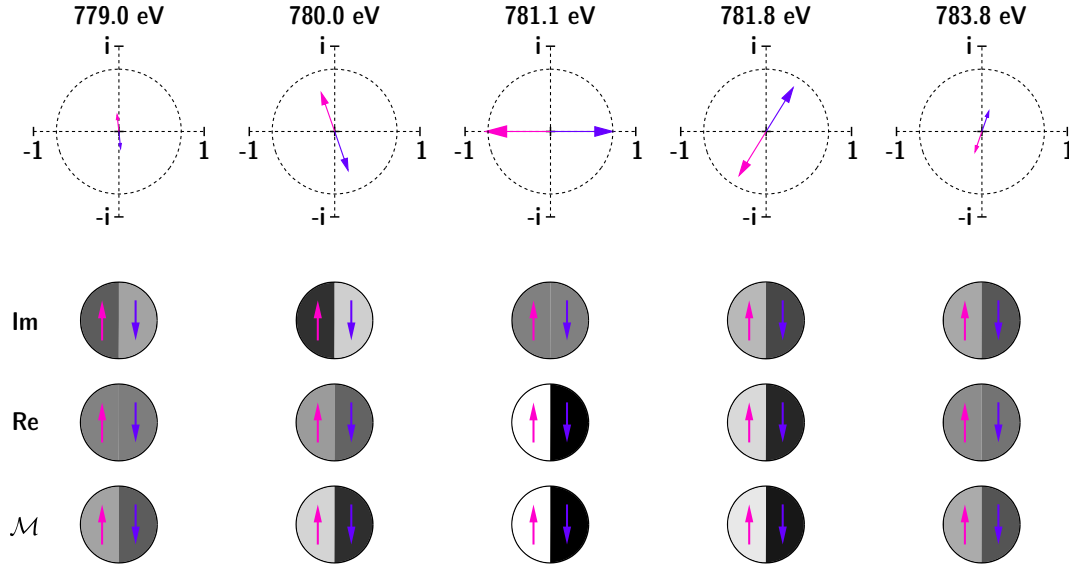 779.0 eV 780.0 eV 781.1 eV 781.8 eV 783.8 eV
i i i i i
-1 1 -1 1 -1 1 -1 1 -1 1
-i -i -i -i -i
Im
Re
ℳ